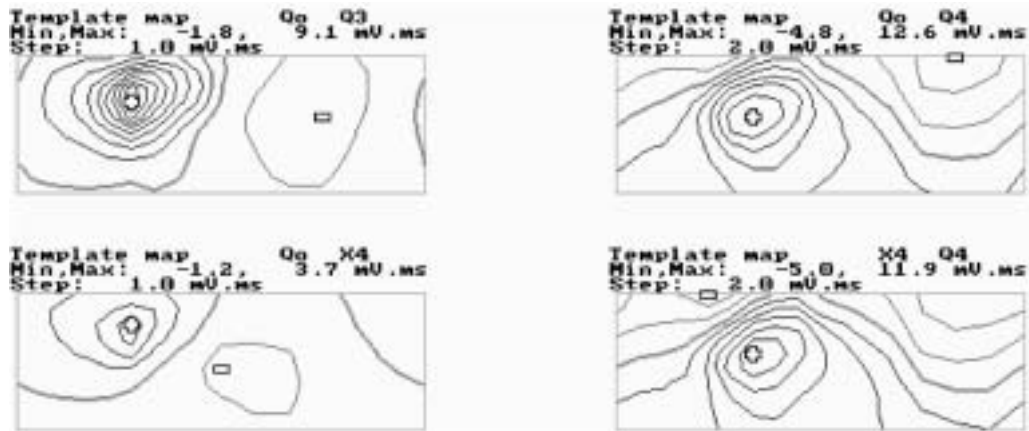 Template map Qo Q3
Min,Max: -1.8, 9.1 mV.ms
Step: 1.0 mV.ms
Template map Qo Q4
Min,Max: -4.8, 12.6 mV.ms
Step: 2.0 mV.ms
Template map Qo X4
Min,Max: -1.2, 3.7 mV.ms
Step: 1.0 mV.ms
Template map X4 Q4
Min,Max: -5.0, 11.9 mV.ms
Step: 2.0 mV.ms